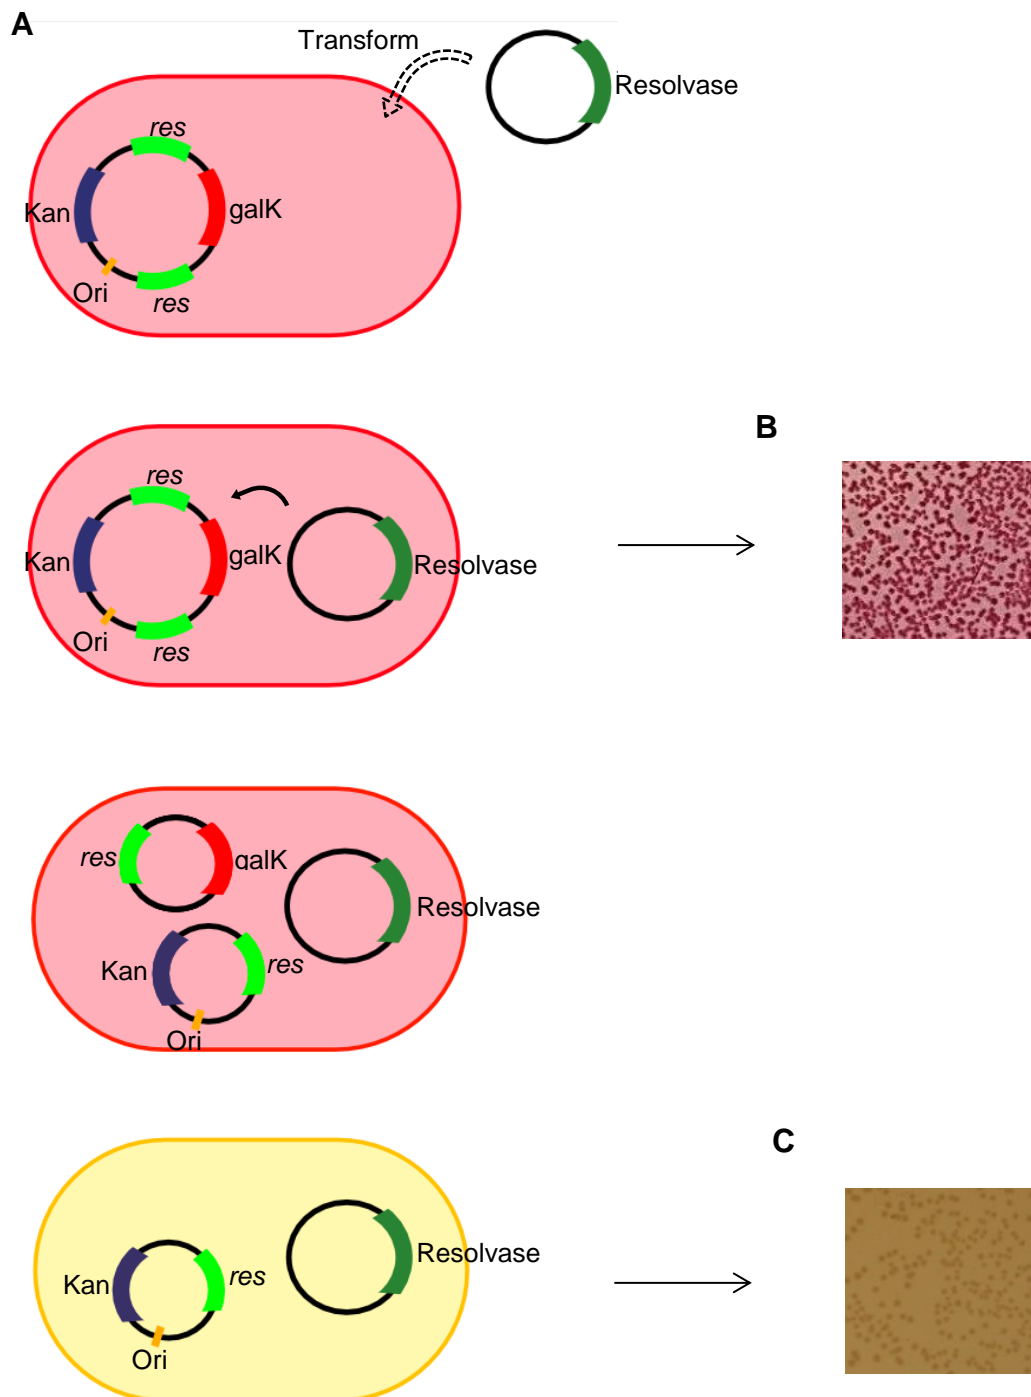 A
Transform
Resolvase
res
Kan
galK
Ori
res
B
res
Kan
galK
Resolvase
Ori
res
res
galK
Resolvase
Kan
res
Ori
C
Resolvase
Kan
res
Ori